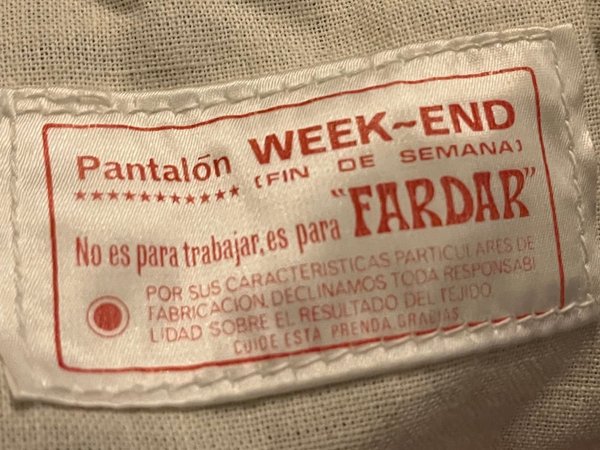 Pantalón WEEK~END
(FIN DE SEMANA)
***********
No es para trabajar, es para "FARDAR"
POR SUS CARACTERISTICAS PARTICULARES DE
FABRICACION, DECLINAMOS TODA RESPONSABI
LIDAD SOBRE EL RESULTADO DEL TEJIDO
CUIDE ESTA PRENDA. GRACIAS